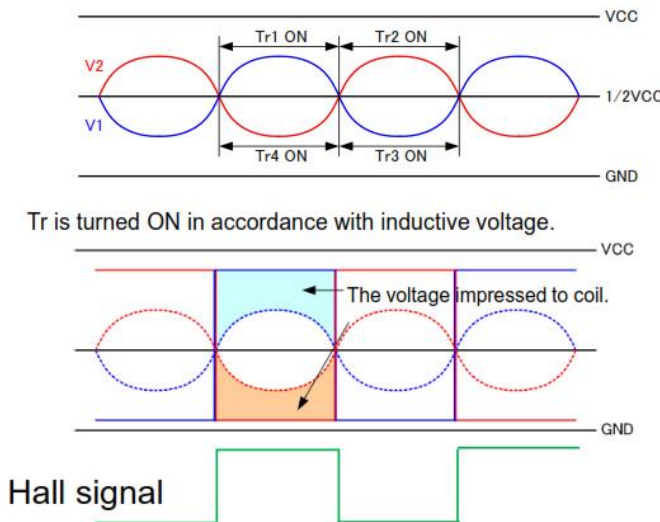 VCC
Tr1 ON Tr2 ON
V2
1/2VCC
V1
Tr4 ON Tr3 ON
GND
Tr is turned ON in accordance with inductive voltage.
VCC
The voltage impressed to coil.
GND
Hall signal